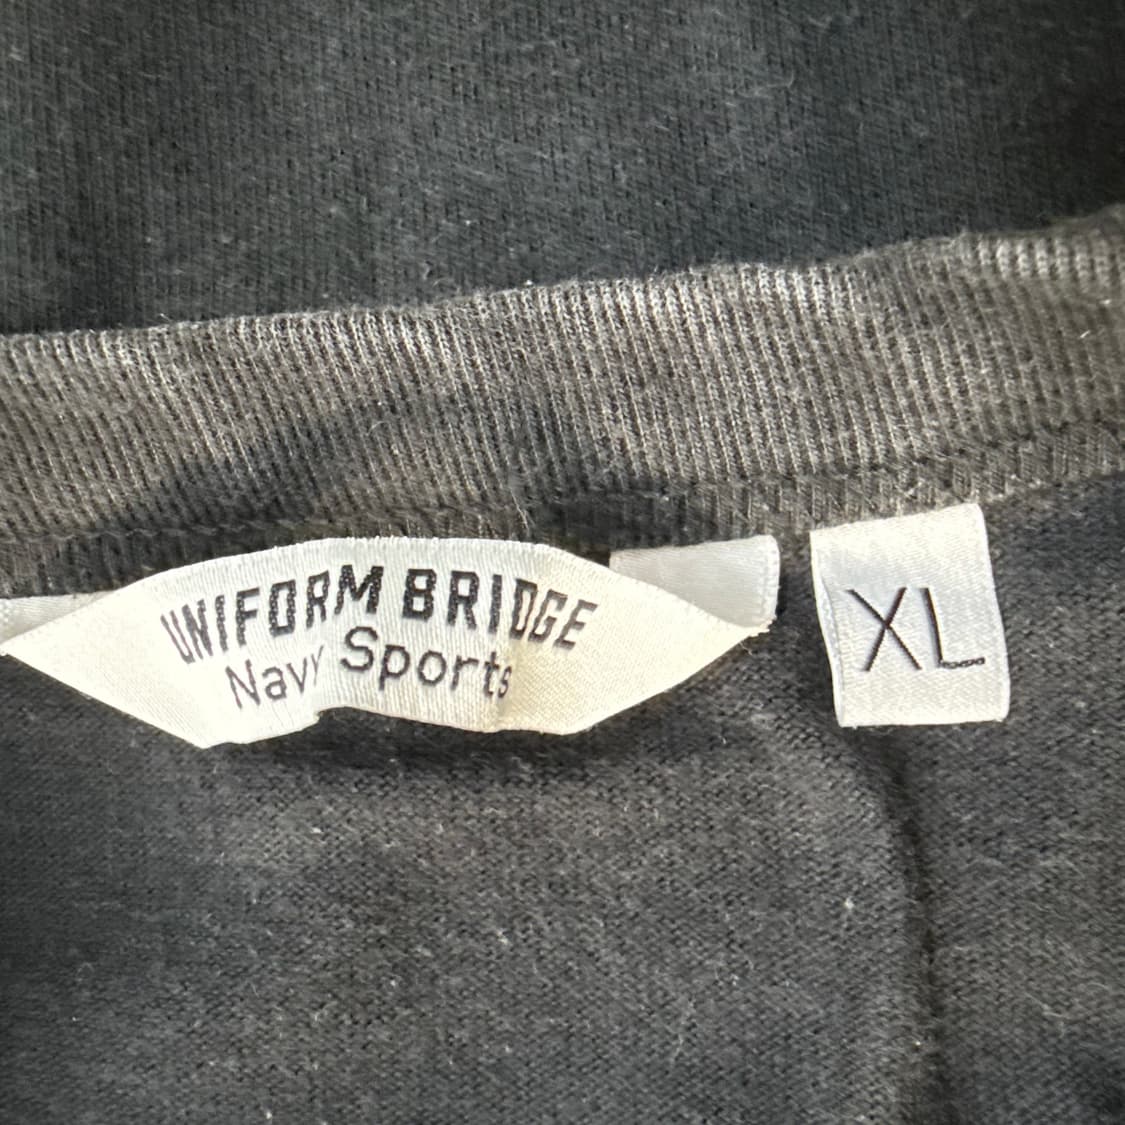 UNIFORM BRIDGE
Navy Sports
XL